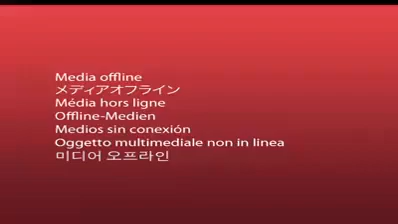 Media offline
メディアオフライン
Média hors ligne
Offline-Medien
Medios sin conexión
Oggetto multimediale non in linea
미디어 오프라인